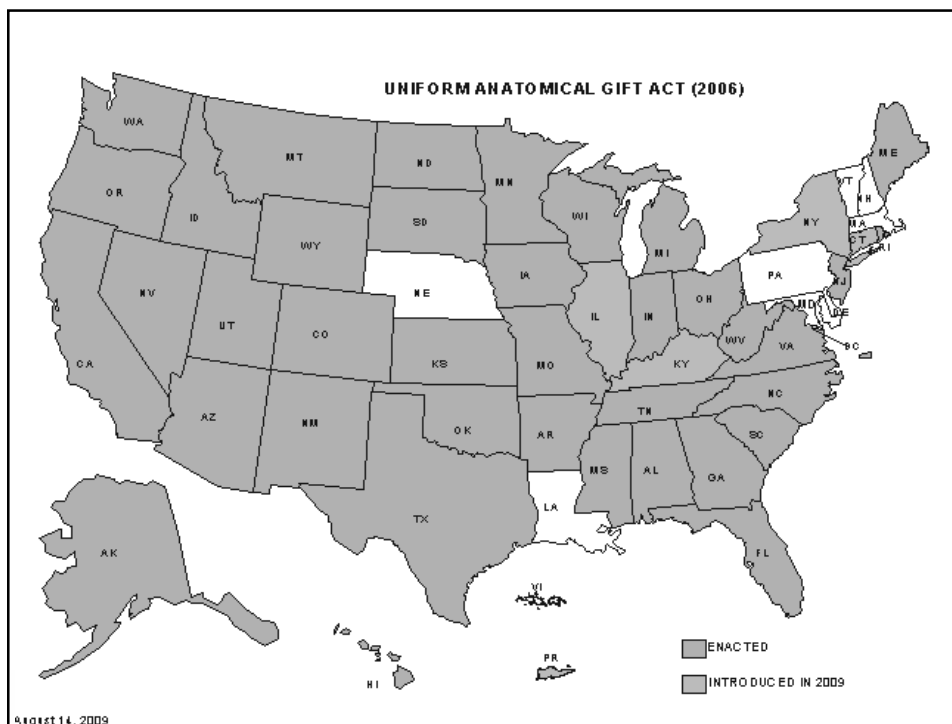 UNIFORM ANATOMICAL GIFT ACT (2006)
WA
MT
ND
MN
ME
VT
NH
OR
ID
SD
WI
NY
MA
WY
MI
CT
RI
IA
PA
NJ
NE
NV
IL
IN
OH
MD
DE
UT
CO
WV
DC
CA
KS
MO
KY
VA
NC
TN
AZ
NM
OK
AR
SC
MS
AL
GA
LA
TX
AK
FL
VI
HI
PR
ENACTED
INTRODUCED IN 2009
August 14, 2009